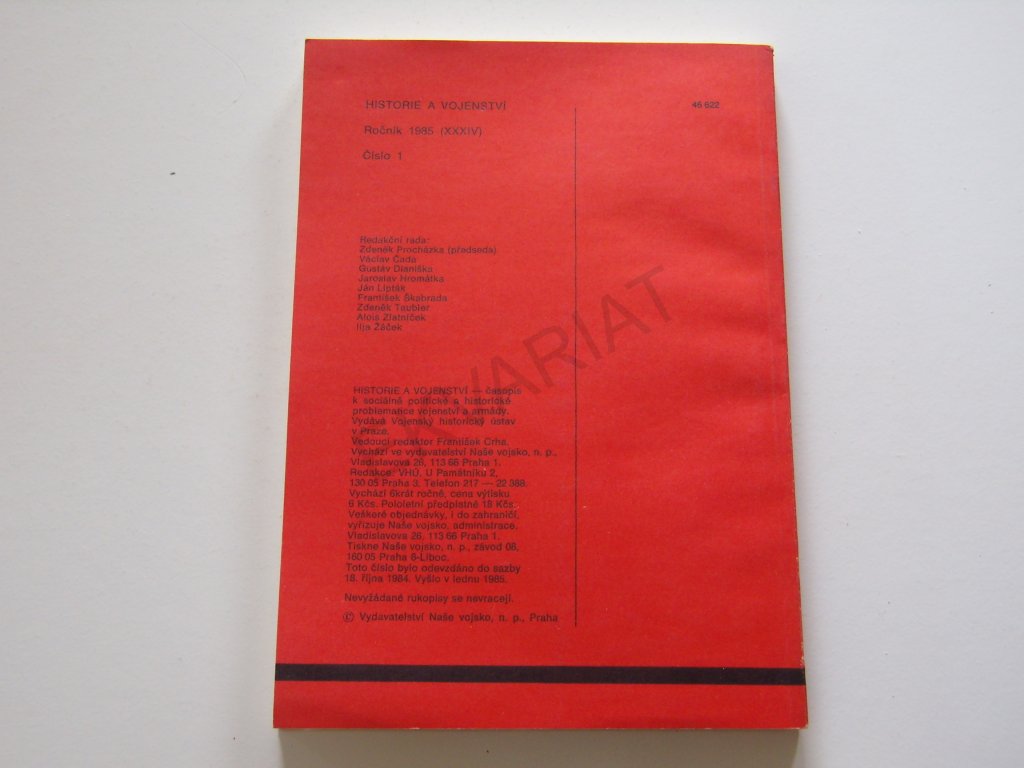 HISTORIE A VOJENSTVÍ
46 622
Ročník 1985 (XXXIV)
Číslo 1
Redakční rada:
Zdeněk Procházka (předseda)
Václav Čada
Gustáv Dianiška
Jaroslav Hromátka
Ján Lipták
František Škabrada
Zdeněk Taubler
Alois Zlatníček
Ilja Žáček
HISTORIE A VOJENSTVÍ — časopis
k sociálně politické a historické
problematice vojenství a armády.
Vydává Vojenský historický ústav
v Praze.
Vedoucí redaktor František Crha.
Vychází ve vydavatelství Naše vojsko, n. p.,
Vladislavova 26, 113 66 Praha 1.
Redakce: VHÚ, U Památníku 2,
130 05 Praha 3. Telefon 217 — 22 388.
Vychází 6krát ročně, cena výtisku
6 Kčs. Pololetní předplatné 18 Kčs.
Veškeré objednávky, i do zahraničí,
vyřizuje Naše vojsko, administrace,
Vladislavova 26, 113 66 Praha 1.
Tiskne Naše vojsko, n. p., závod 06,
160 05 Praha 6-Liboc.
Toto číslo bylo odevzdáno do sazby
18. října 1984. Vyšlo v lednu 1985.
Nevyžádané rukopisy se nevracejí.
© Vydavatelství Naše vojsko, n. p., Praha